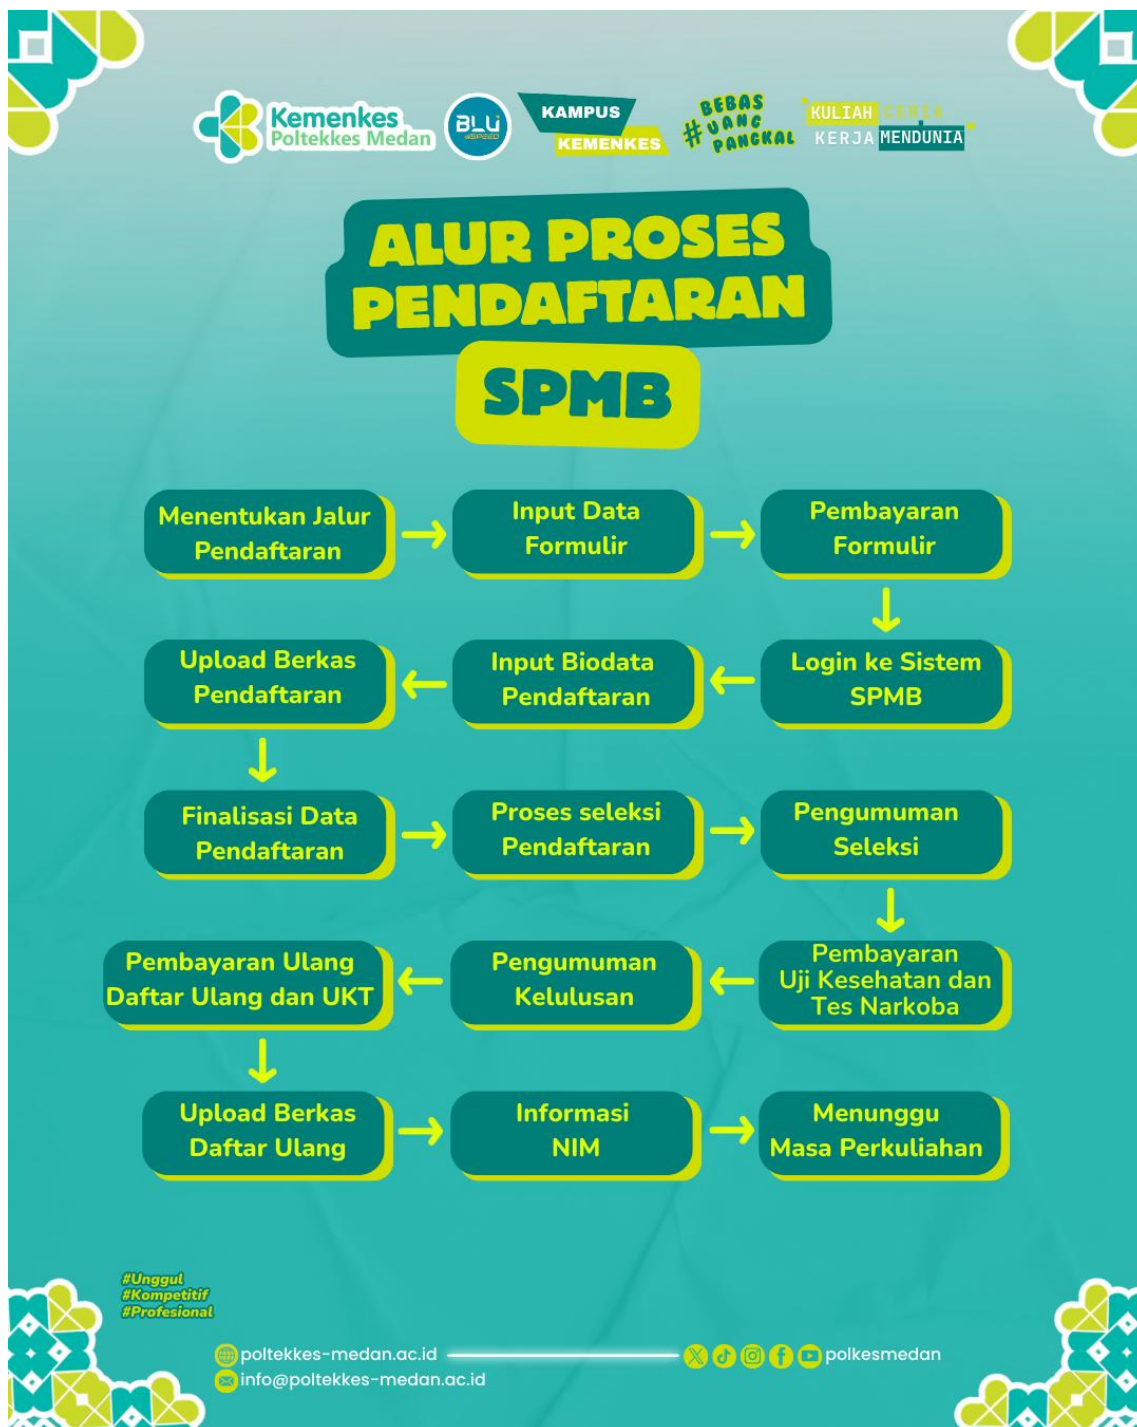 Kemenkes
Poltekkes Medan
BLU
SPEED
KAMPUS
KEMENKES
#BEBAS
UANG
PANGKAL
KULIAH CERIA
KERJA MENDUNIA
ALUR PROSES
PENDAFTARAN
SPMB
Menentukan Jalur
Pendaftaran
Input Data
Formulir
Pembayaran
Formulir
Login ke Sistem
SPMB
Input Biodata
Pendaftaran
Upload Berkas
Pendaftaran
Finalisasi Data
Pendaftaran
Proses seleksi
Pendaftaran
Pengumuman
Seleksi
Pembayaran
Uji Kesehatan dan
Tes Narkoba
Pengumuman
Kelulusan
Pembayaran Ulang
Daftar Ulang dan UKT
Upload Berkas
Daftar Ulang
Informasi
NIM
Menunggu
Masa Perkuliahan
#Unggul
#Kompetitif
#Profesional
poltekkes-medan.ac.id
polkesmedan
info@poltekkes-medan.ac.id